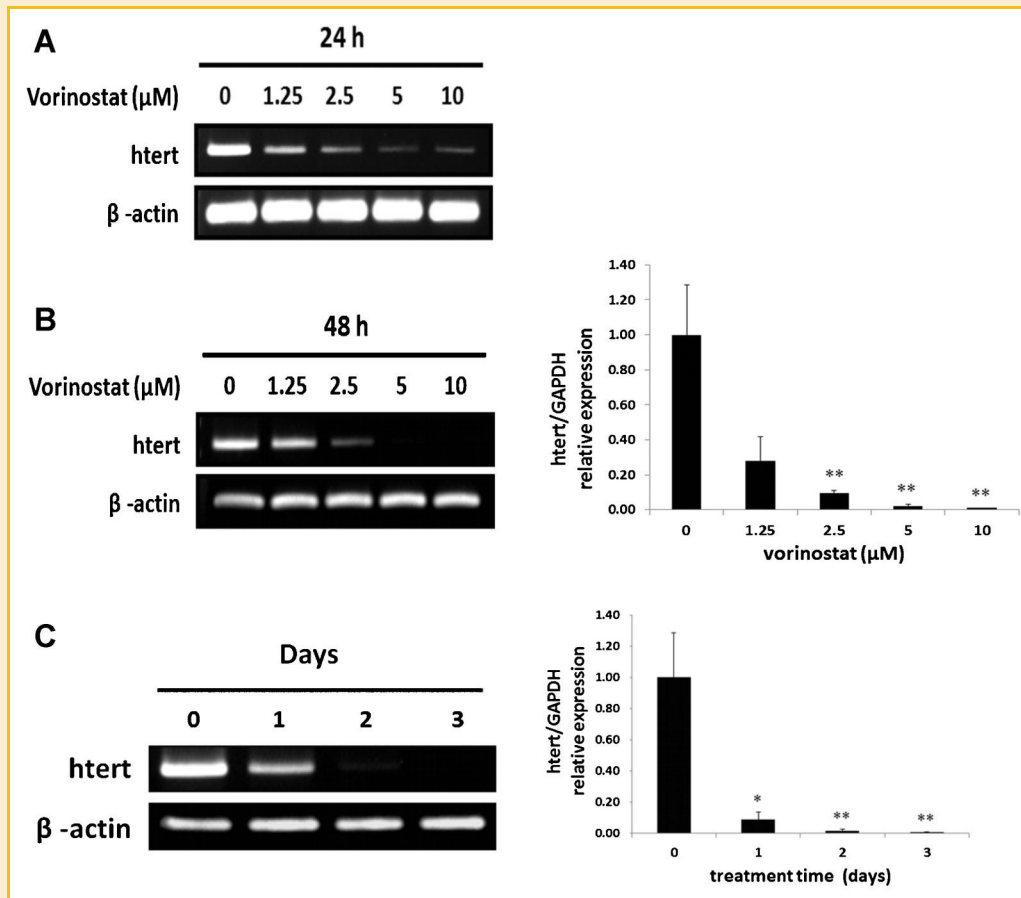 A
24 h
Vorinostat (µM) 0 1.25 2.5 5 10
htert
β -actin
B
48 h
Vorinostat (µM) 0 1.25 2.5 5 10
htert
β -actin
htert/GAPDH
relative expression
1.40
1.20
1.00
0.80
0.60
0.40
0.20
0.00
** ** **
0 1.25 2.5 5 10
vorinostat (µM)
C
Days
0 1 2 3
htert
β -actin
htert/GAPDH
relative expression
1.40
1.20
1.00
0.80
0.60
0.40
0.20
0.00
* ** **
0 1 2 3
treatment time (days)